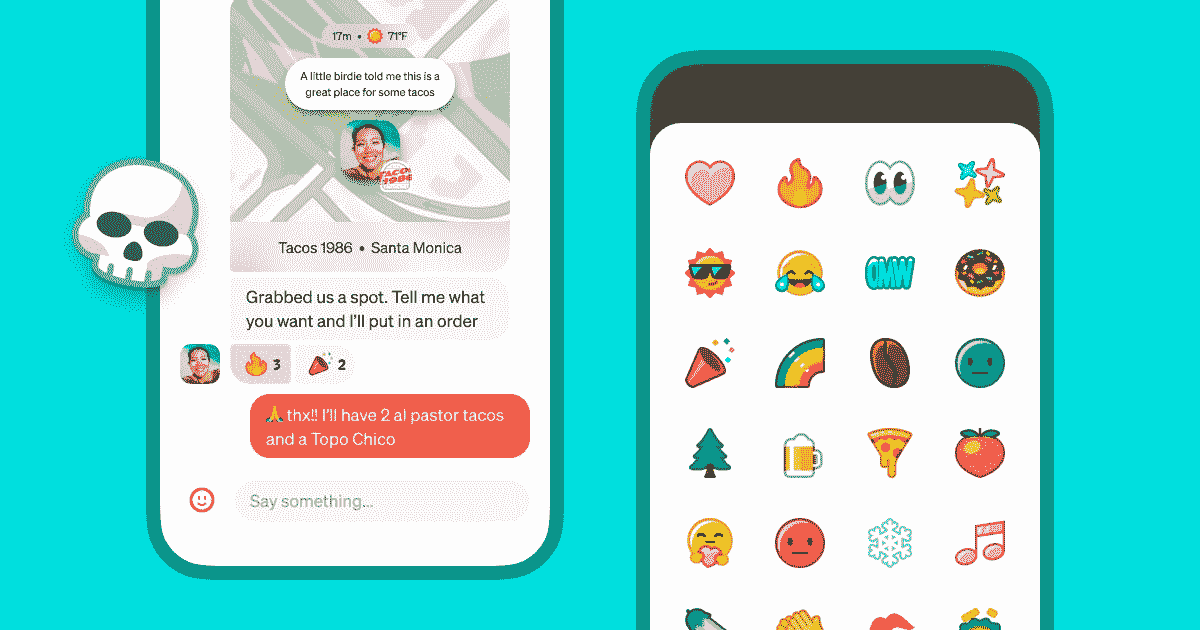 17m • 71°F
A little birdie told me this is a
great place for some tacos
TACOS
1986
Tacos 1986 • Santa Monica
Grabbed us a spot. Tell me what
you want and I'll put in an order
3
2
thx!! I'll have 2 al pastor tacos
and a Topo Chico
Say something...
OMW